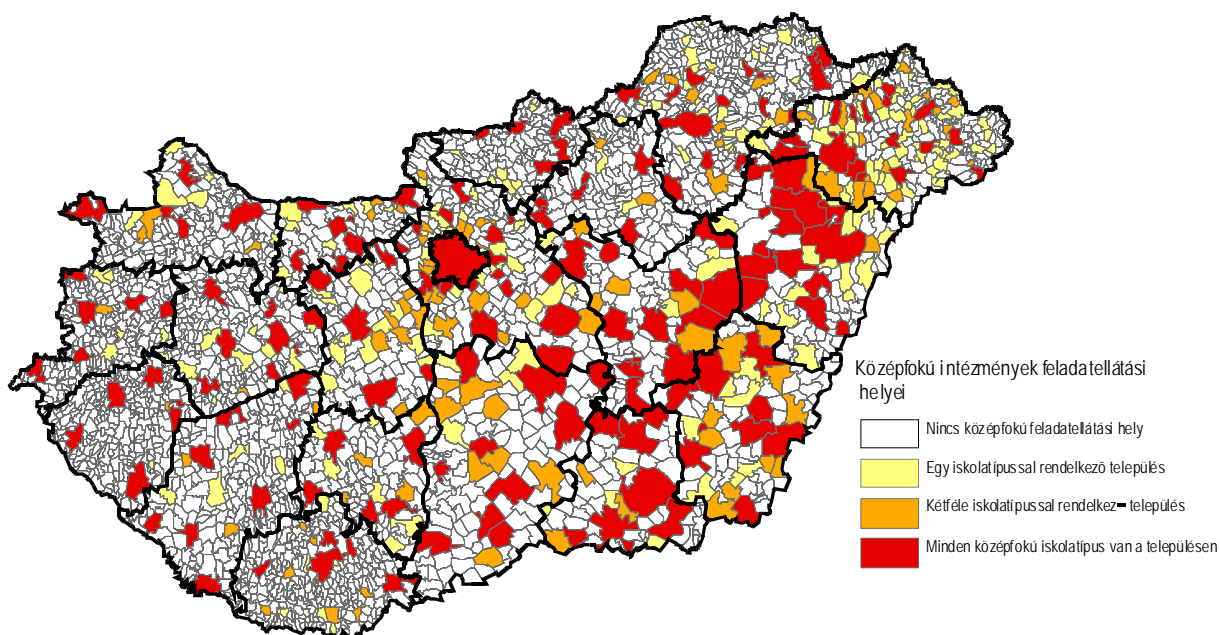 Középfokú intézmények feladatellátási
helyei
Nincs középfokú feladatellátási hely
Egy iskolatípussal rendelkezõ település
Kétféle iskolatípussal rendelkez━ település
Minden középfokú iskolatípus van a településen